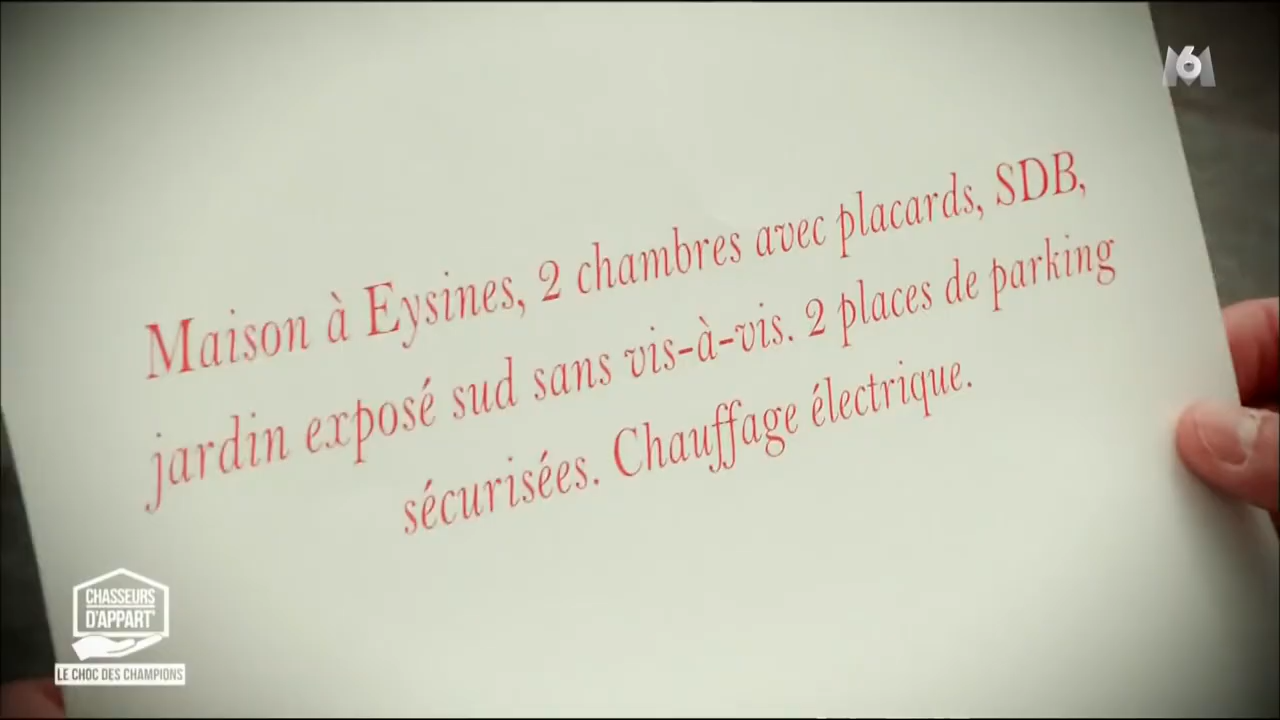 M6
Maison à Eysines, 2 chambres avec placards, SDB,
jardin exposé sud sans vis-à-vis. 2 places de parking
sécurisées. Chauffage électrique.
CHASSEURS
D'APPART'
LE CHOC DES CHAMPIONS